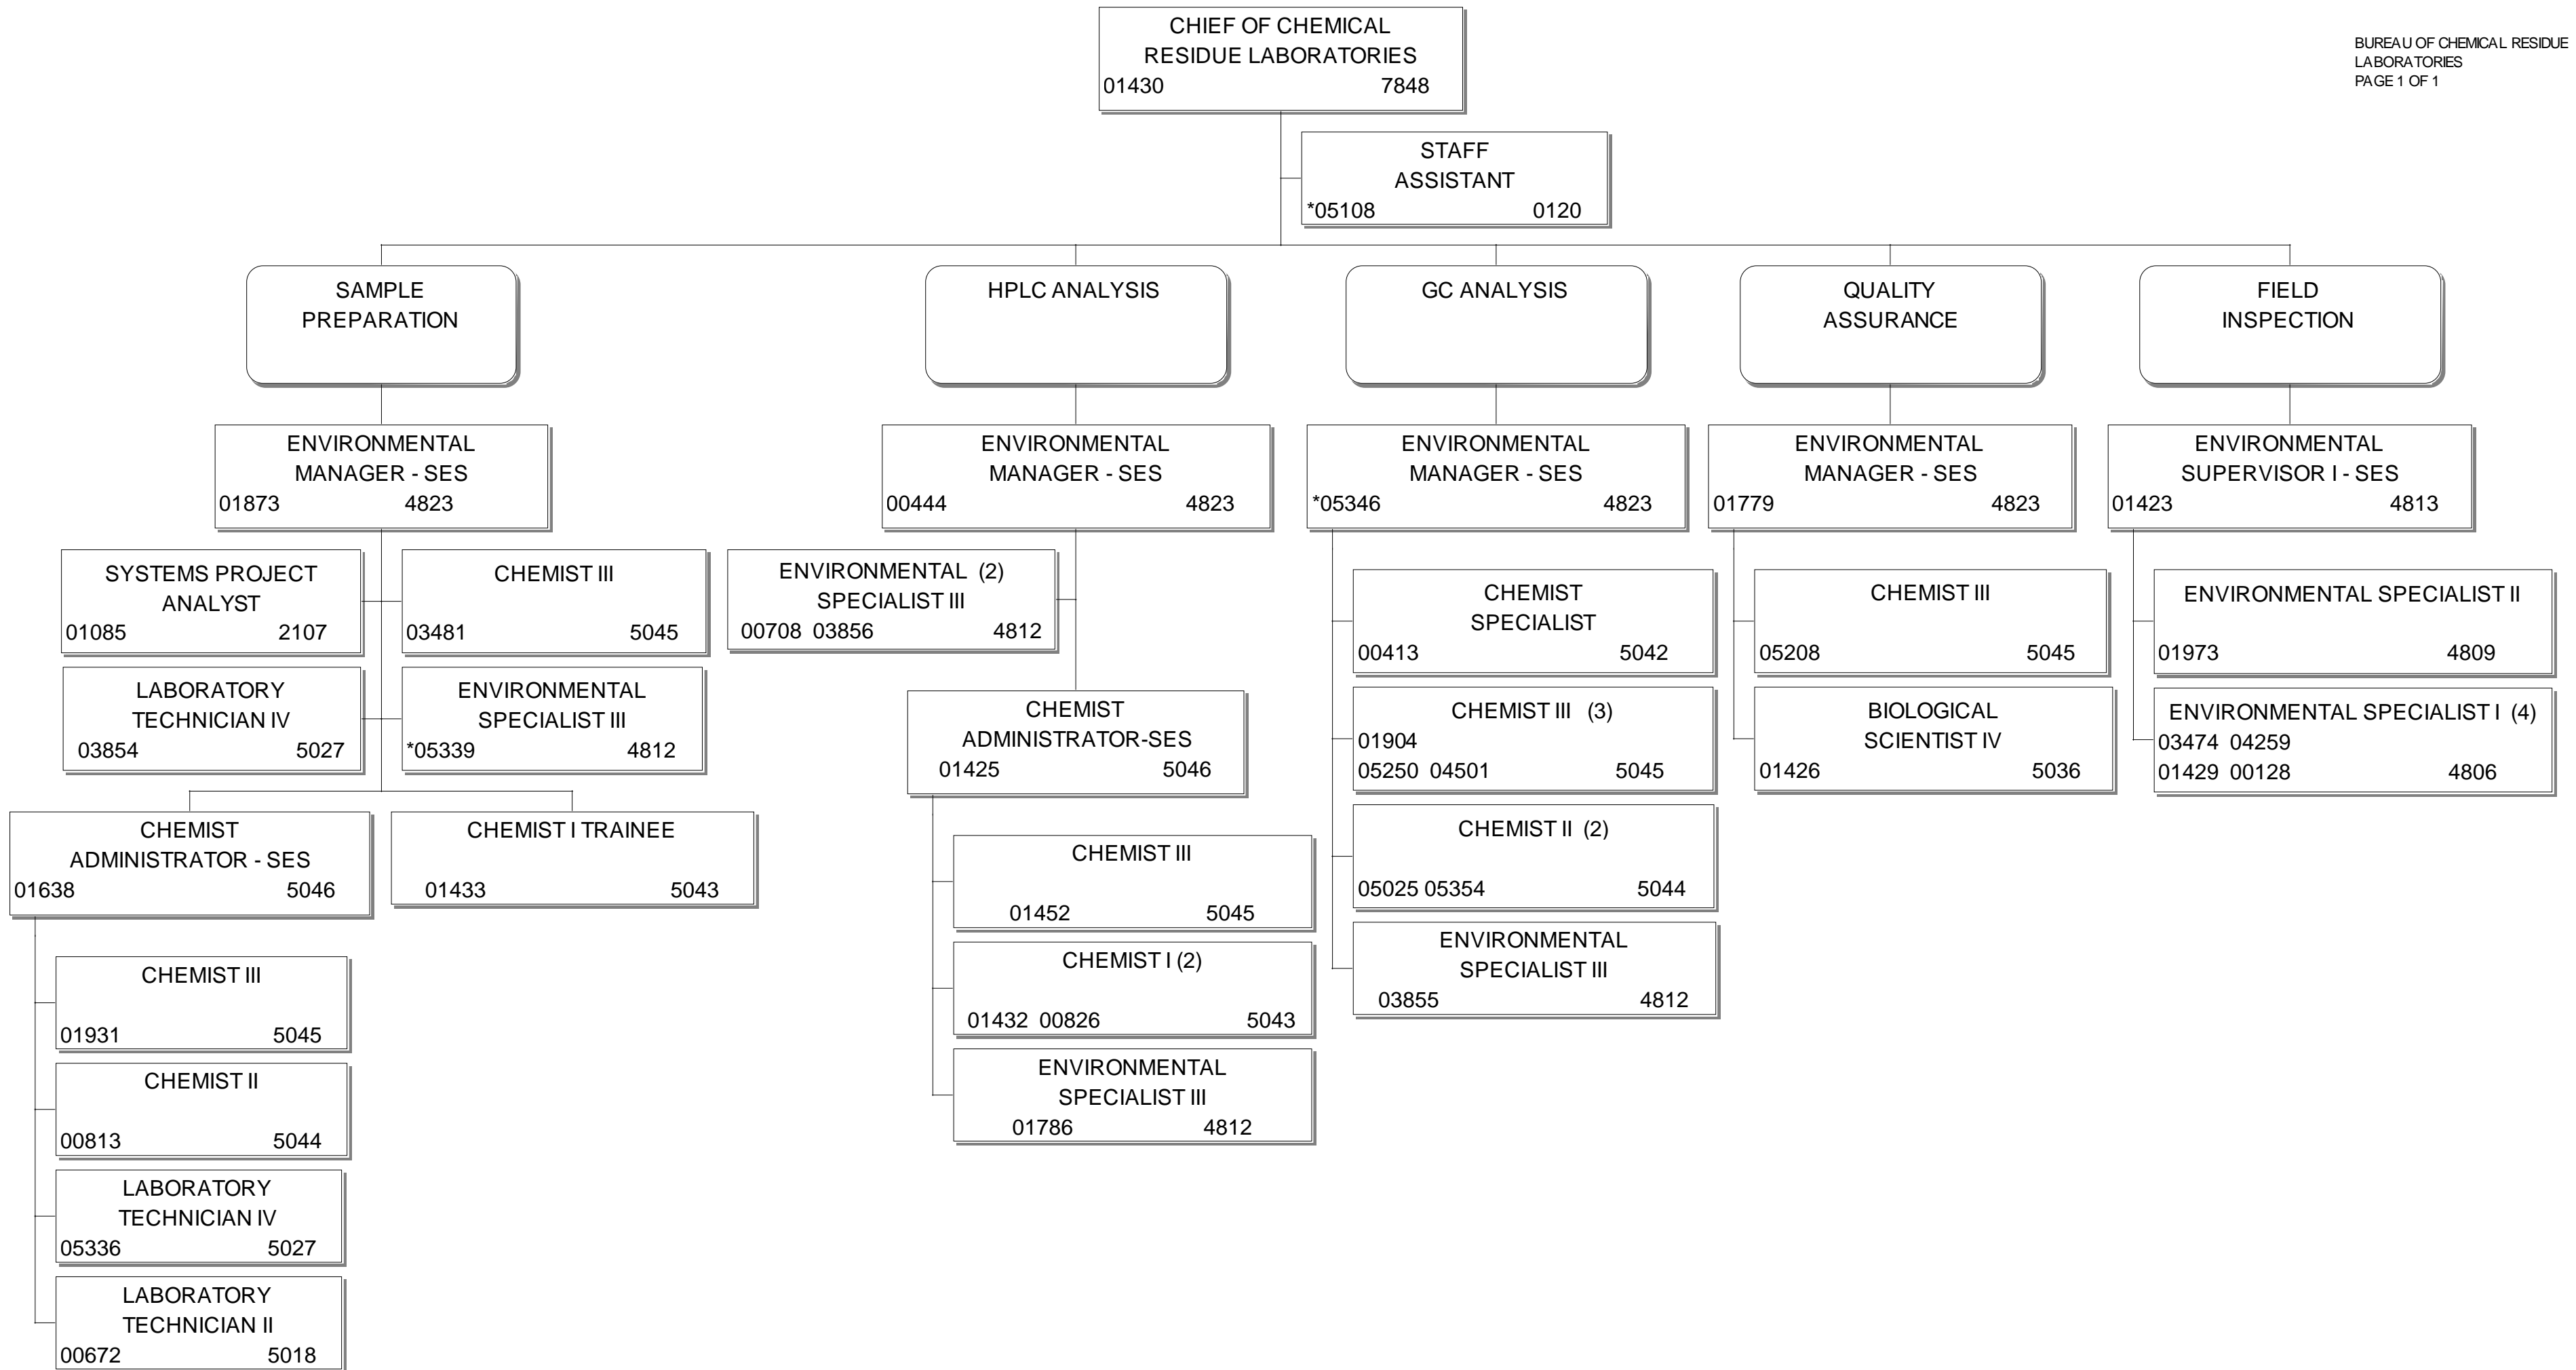 CHIEF OF CHEMICAL
RESIDUE LABORATORIES
01430 7848
BUREAU OF CHEMICAL RESIDUE
LABORATORIES
PAGE 1 OF 1
STAFF
ASSISTANT
*05108 0120
SAMPLE
PREPARATION
HPLC ANALYSIS
GC ANALYSIS
QUALITY
ASSURANCE
FIELD
INSPECTION
ENVIRONMENTAL
MANAGER - SES
01873 4823
ENVIRONMENTAL
MANAGER - SES
00444 4823
ENVIRONMENTAL
MANAGER - SES
*05346 4823
ENVIRONMENTAL
MANAGER - SES
01779 4823
ENVIRONMENTAL
SUPERVISOR I - SES
01423 4813
SYSTEMS PROJECT
ANALYST
01085 2107
CHEMIST III
03481 5045
LABORATORY
TECHNICIAN IV
03854 5027
ENVIRONMENTAL
SPECIALIST III
*05339 4812
CHEMIST
ADMINISTRATOR - SES
01638 5046
CHEMIST I TRAINEE
01433 5043
CHEMIST III
01931 5045
CHEMIST II
00813 5044
LABORATORY
TECHNICIAN IV
05336 5027
LABORATORY
TECHNICIAN II
00672 5018
ENVIRONMENTAL (2)
SPECIALIST III
00708 03856 4812
CHEMIST
ADMINISTRATOR-SES
01425 5046
CHEMIST III
01452 5045
CHEMIST I (2)
01432 00826 5043
ENVIRONMENTAL
SPECIALIST III
01786 4812
CHEMIST
SPECIALIST
00413 5042
CHEMIST III (3)
01904
05250 04501 5045
CHEMIST II (2)
05025 05354 5044
ENVIRONMENTAL
SPECIALIST III
03855 4812
CHEMIST III
05208 5045
BIOLOGICAL
SCIENTIST IV
01426 5036
ENVIRONMENTAL SPECIALIST II
01973 4809
ENVIRONMENTAL SPECIALIST I (4)
03474 04259
01429 00128 4806